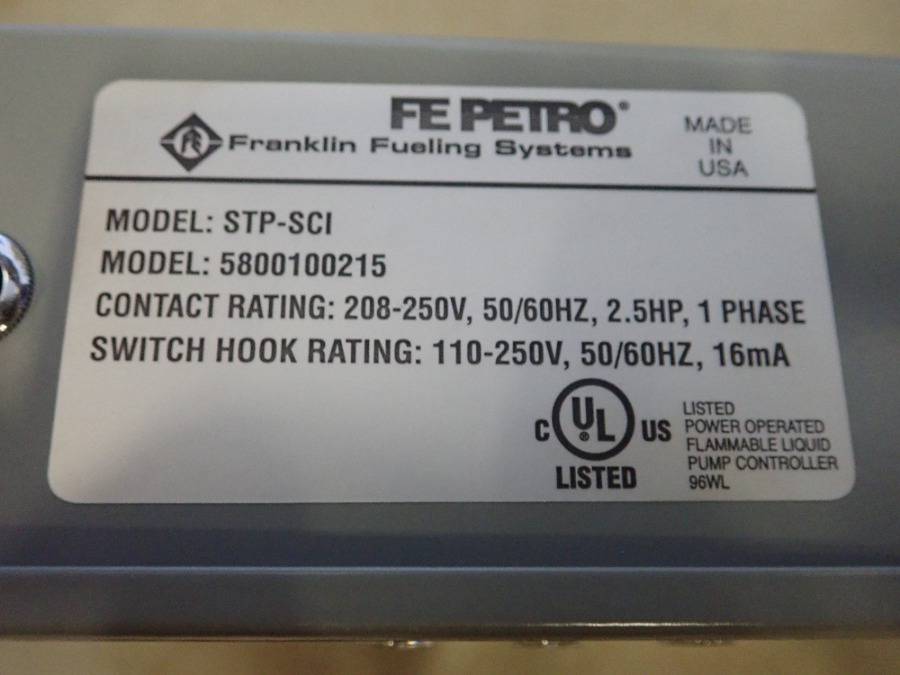 FE PETRO®
Franklin Fueling Systems
MADE
IN
USA
MODEL: STP-SCI
MODEL: 5800100215
CONTACT RATING: 208-250V, 50/60HZ, 2.5HP, 1 PHASE
SWITCH HOOK RATING: 110-250V, 50/60HZ, 16mA
C UL® US
LISTED
LISTED
POWER OPERATED
FLAMMABLE LIQUID
PUMP CONTROLLER
96WL